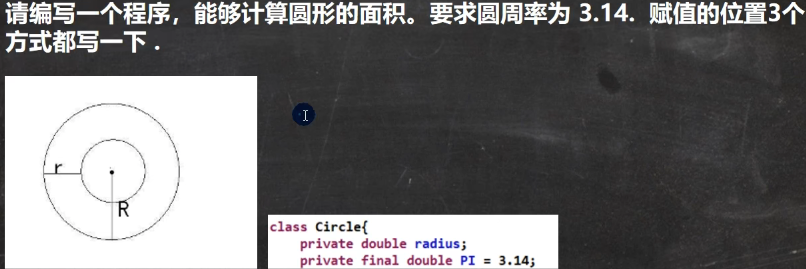 请编写一个程序，能够计算圆形的面积。要求圆周率为 3.14. 赋值的位置3个
方式都写一下 .
r
R
class Circle{
private double radius;
private final double PI = 3.14;